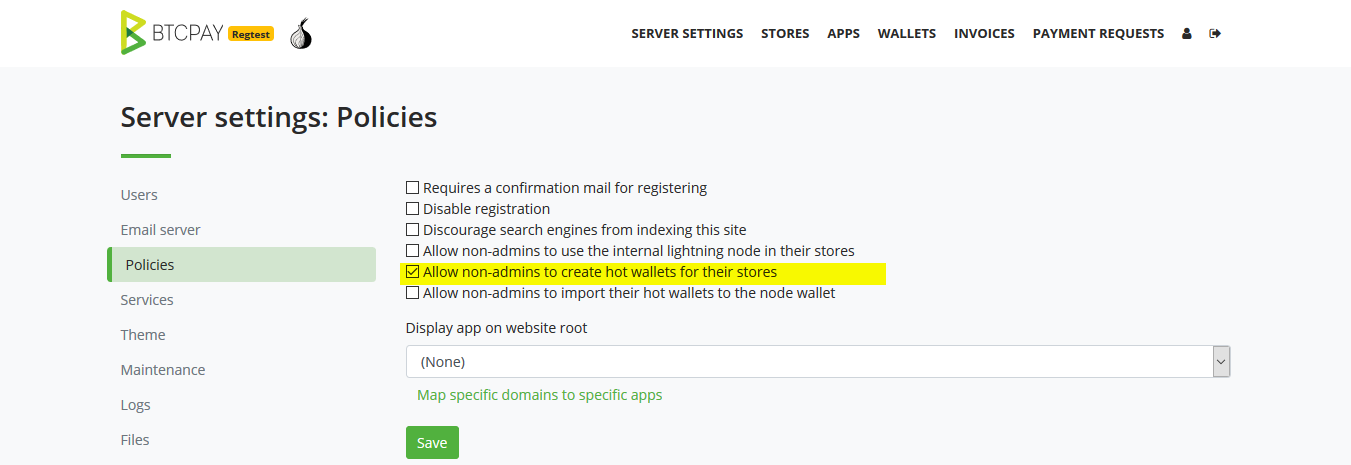 BTCPAY Regtest SERVER SETTINGS STORES APPS WALLETS INVOICES PAYMENT REQUESTS
Server settings: Policies
Users
Email server
Policies
Services
Theme
Maintenance
Logs
Files
Requires a confirmation mail for registering
Disable registration
Discourage search engines from indexing this site
Allow non-admins to use the internal lightning node in their stores
Allow non-admins to create hot wallets for their stores
Allow non-admins to import their hot wallets to the node wallet
Display app on website root
(None)
Map specific domains to specific apps
Save